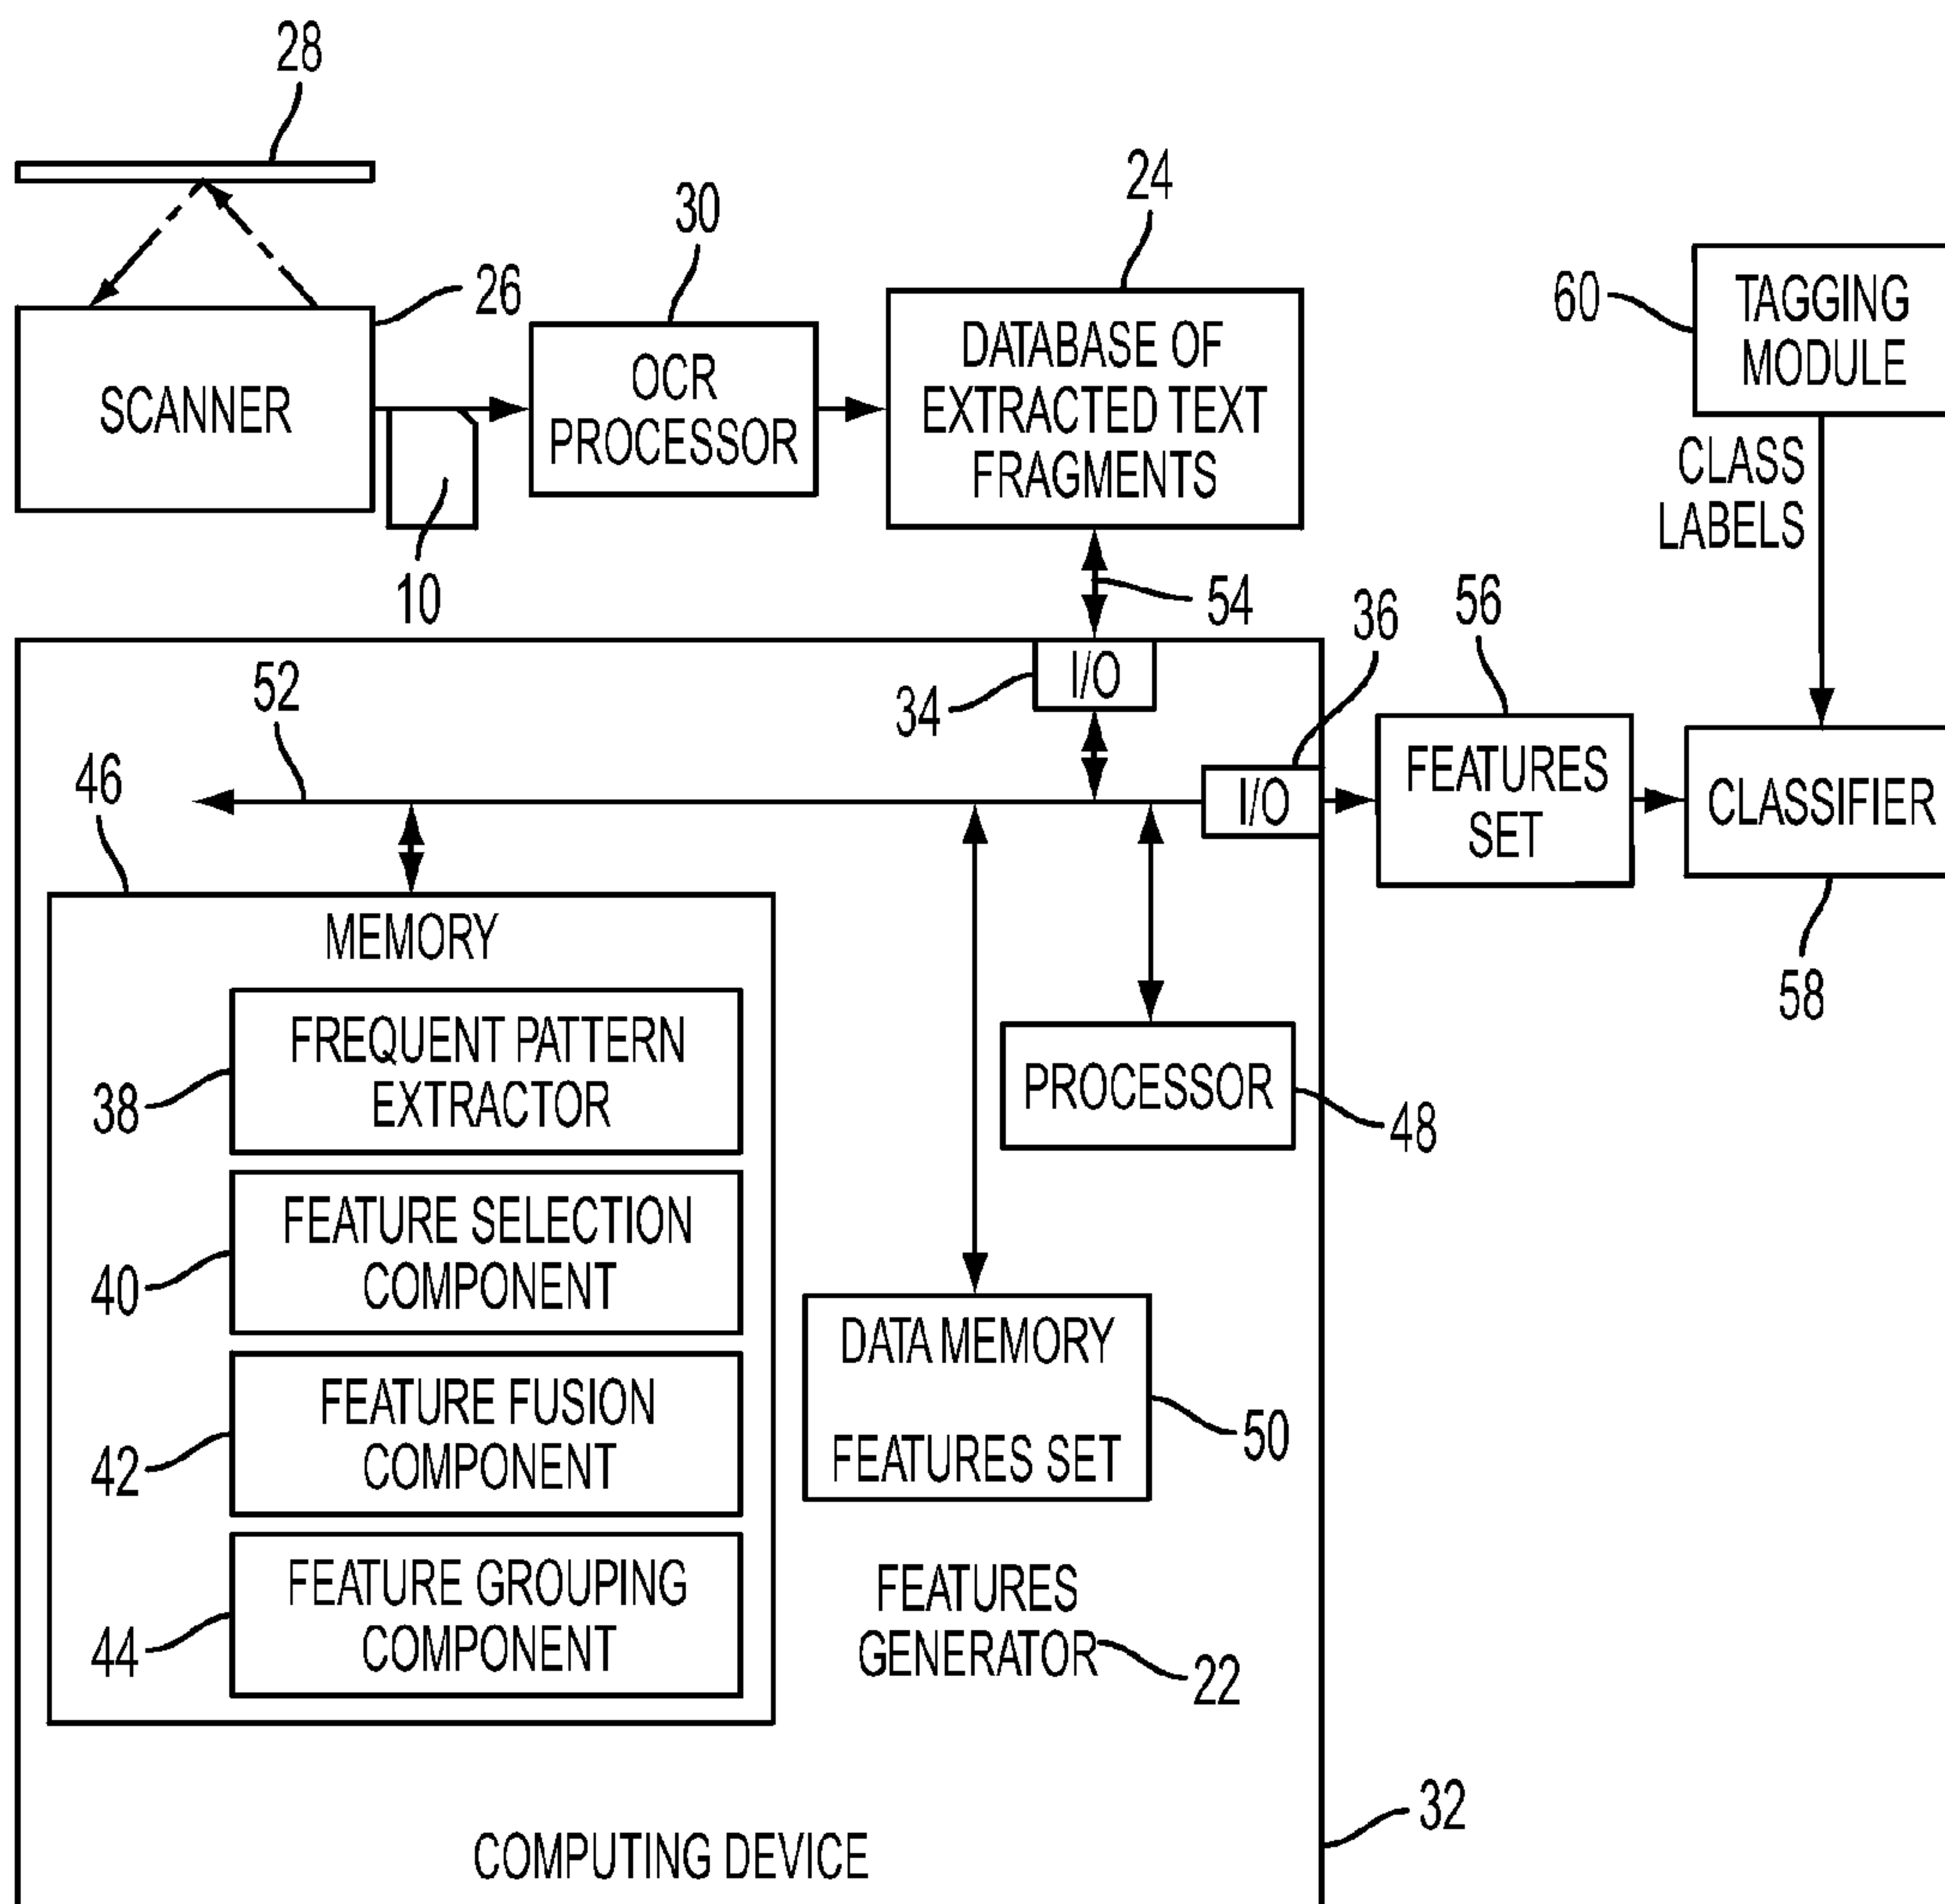 28
30
24
26
60
TAGGING
MODULE
SCANNER
OCR
PROCESSOR
DATABASE OF
EXTRACTED TEXT
FRAGMENTS
CLASS
LABELS
10
54
36
56
52
34
I/O
46
I/O
FEATURES
SET
CLASSIFIER
58
MEMORY
FREQUENT PATTERN
EXTRACTOR
38
PROCESSOR
48
FEATURE SELECTION
COMPONENT
40
DATA MEMORY
FEATURES SET
50
FEATURE FUSION
COMPONENT
42
FEATURE GROUPING
COMPONENT
44
FEATURES
GENERATOR
22
32
COMPUTING DEVICE